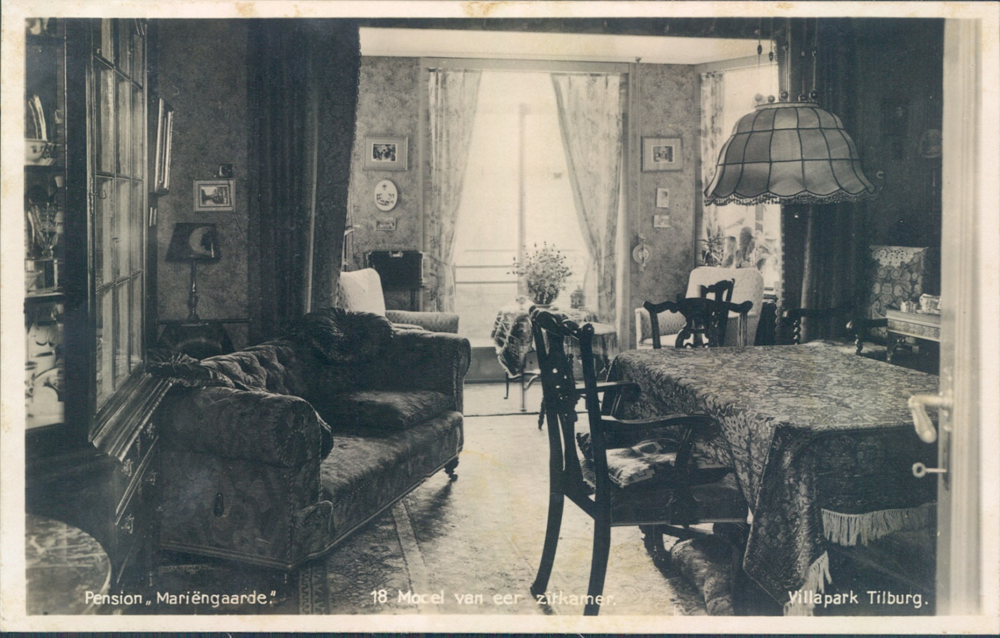 Pension „Mariëngaarde." 18 Model van een zitkamer. Villapark Tilburg.